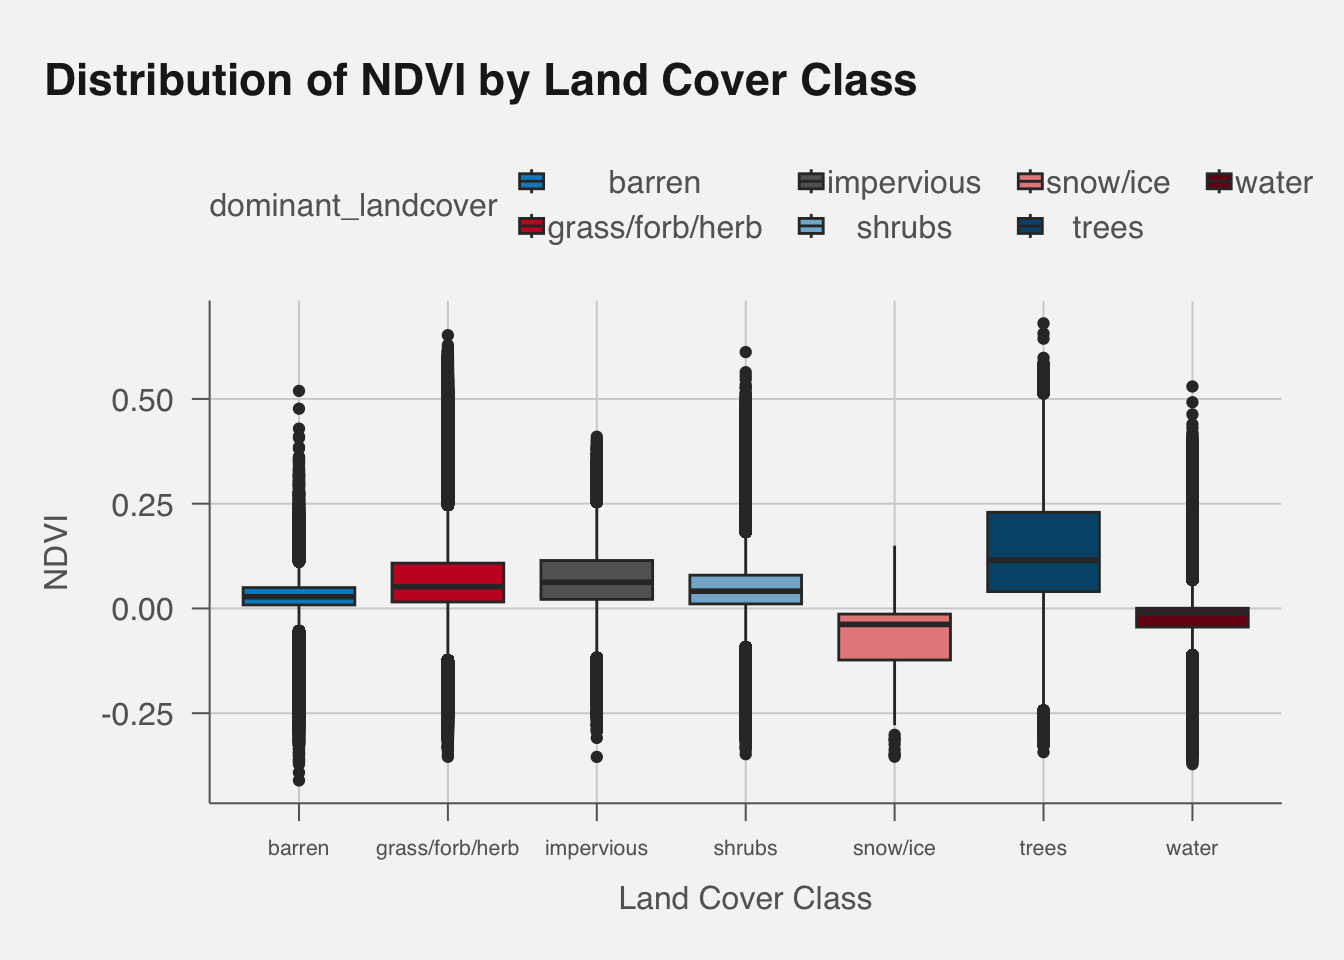 Distribution of NDVI by Land Cover Class
dominant_landcover
barren impervious snow/ice water
grass/forb/herb shrubs trees
NDVI
0.50
0.25
0.00
-0.25
barren grass/forb/herb impervious shrubs snow/ice trees water
Land Cover Class